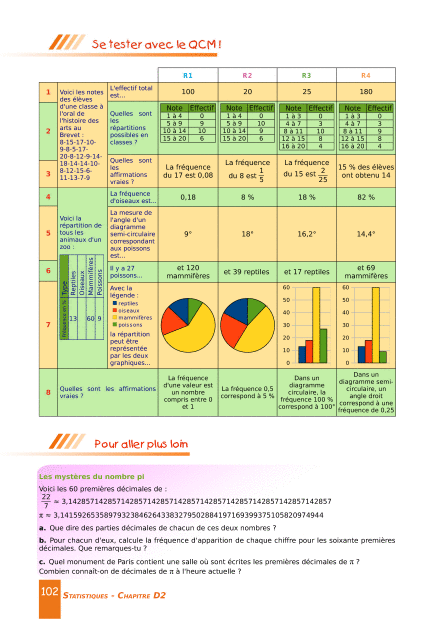 Se tester avec le QCM !
R1 R2 R3 R4
1
Voici les notes
des élèves
d'une classe à
l'oral de
l'histoire des
arts au
Brevet :
8-15-17-10-
9-8-5-17-
20-8-12-9-14-
18-14-14-10-
8-12-15-6-
11-13-7-9
L'effectif total
est...
100 20 25 180
2
Quelles sont
les
répartitions
possibles en
classes ?
Note Effectif
1 à 4 0
5 à 9 9
10 à 14 10
15 à 20 6
Note Effectif
1 à 4 0
5 à 9 10
10 à 14 9
15 à 20 6
Note Effectif
1 à 3 0
4 à 7 3
8 à 11 10
12 à 15 8
16 à 20 4
Note Effectif
1 à 3 0
4 à 7 3
8 à 11 9
12 à 15 8
16 à 20 4
3
Quelles sont
les
affirmations
vraies ?
La fréquence
du 17 est 0,08
La fréquence
du 8 est 1/5
La fréquence
du 15 est 2/25
15 % des élèves
ont obtenu 14
4
Voici la
répartition de
tous les
animaux d'un
zoo :
Type Reptiles Oiseaux Mammifères Poissons
Fréquence en % 13 60 9
La fréquence
d'oiseaux est...
0,18 8 % 18 % 82 %
5
La mesure de
l'angle d'un
diagramme
semi-circulaire
correspondant
aux poissons
est...
9° 18° 16,2° 14,4°
6
Il y a 27
poissons...
et 120
mammifères
et 39 reptiles
et 17 reptiles
et 69
mammifères
7
Avec la
légende :
reptiles
oiseaux
mammifères
poissons
la répartition
peut être
représentée
par les deux
graphiques...
60
50
40
30
20
10
0
60
50
40
30
20
10
0
8
Quelles sont les affirmations
vraies ?
La fréquence
d'une valeur est
un nombre
compris entre 0
et 1
La fréquence 0,5
correspond à 5 %
Dans un
diagramme
circulaire, la
fréquence 100 %
correspond à 100°
Dans un
diagramme semi-
circulaire, un
angle droit
correspond à une
fréquence de 0,25
Pour aller plus loin
Les mystères du nombre pi
Voici les 60 premières décimales de :
22/7 ≈ 3,142857142857142857142857142857142857142857142857142857142857
π ≈ 3,141592653589793238462643383279502884197169399375105820974944
a. Que dire des parties décimales de chacun de ces deux nombres ?
b. Pour chacun d'eux, calcule la fréquence d'apparition de chaque chiffre pour les soixante premières
décimales. Que remarques-tu ?
c. Quel monument de Paris contient une salle où sont écrites les premières décimales de π ?
Combien connaît-on de décimales de π à l'heure actuelle ?
102 Statistiques - Chapitre D2